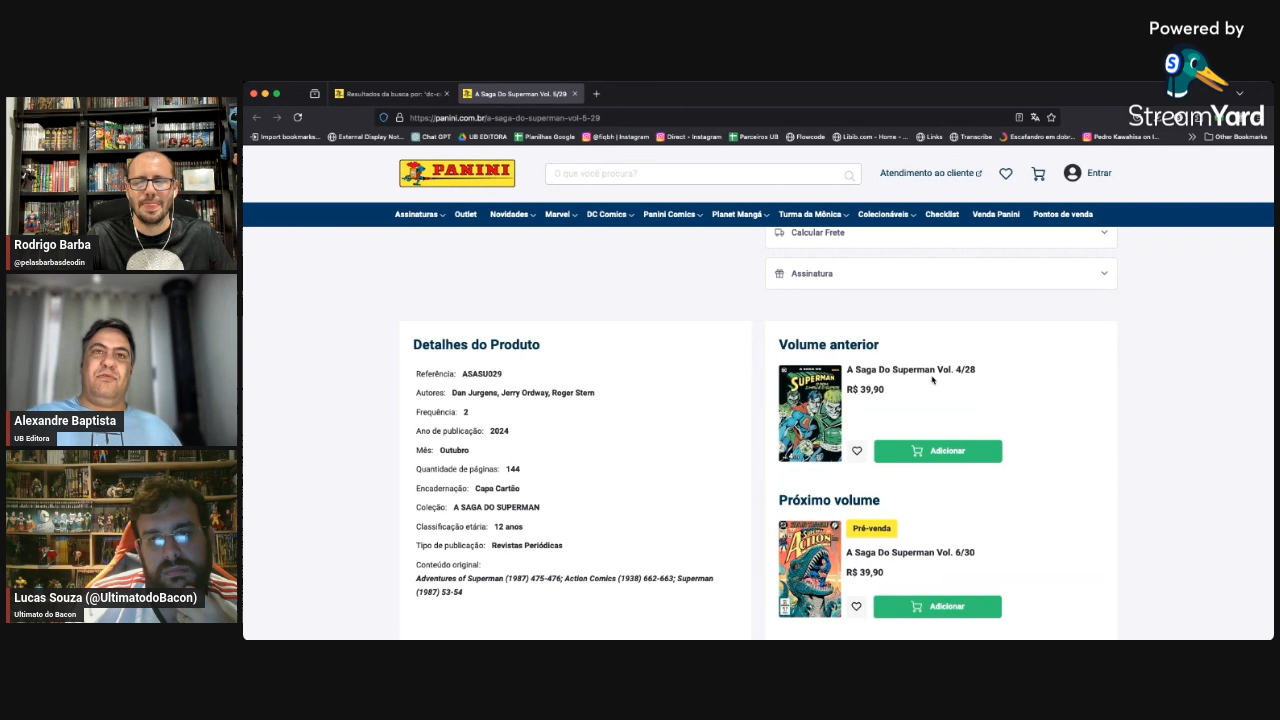 Powered by
StreamYard
Resultados da busca por: "dc-c
A Saga Do Superman Vol. 5/29
https://panini.com.br/a-saga-do-superman-vol-5-29
Import bookmarks...
External Display Not...
Chat GPT
UB EDITORA
Planilhas Google
@fiqbh | Instagram
Direct - Instagram
Parceiros UB
Flowcode
Libib.com - Home - ...
Links
Transcribe
Escafandro em dobr...
Pedro Kawahisa on I...
Other Bookmarks
PANINI
O que você procura?
Atendimento ao cliente
Entrar
Assinaturas
Outlet
Novidades
Marvel
DC Comics
Panini Comics
Planet Mangá
Turma da Mônica
Colecionáveis
Checklist
Venda Panini
Pontos de venda
Calcular Frete
Assinatura
Detalhes do Produto
Referência: ASASU029
Autores: Dan Jurgens, Jerry Ordway, Roger Stern
Frequência: 2
Ano de publicação: 2024
Mês: Outubro
Quantidade de páginas: 144
Encadernação: Capa Cartão
Coleção: A SAGA DO SUPERMAN
Classificação etária: 12 anos
Tipo de publicação: Revistas Periódicas
Conteúdo original:
Adventures of Superman (1987) 475-476; Action Comics (1938) 662-663; Superman
(1987) 53-54
Volume anterior
SUPERMAN
A Saga Do Superman Vol. 4/28
R$ 39,90
Adicionar
Próximo volume
ACTION
Pré-venda
A Saga Do Superman Vol. 6/30
R$ 39,90
Adicionar
Rodrigo Barba
@pelasbarbasdeodin
Alexandre Baptista
UB Editora
Lucas Souza (@UltimatodoBacon)
Ultimato do Bacon